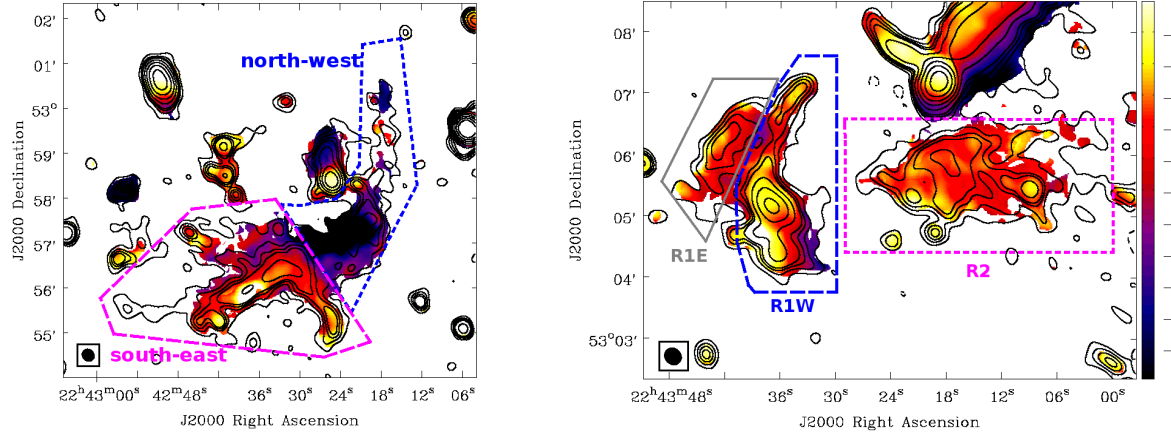 02'
01'
53°
59'
58'
57'
56'
55'
J2000 Declination
north-west
south-east
22ʰ43ᵐ00ˢ
42ᵐ48ˢ
36ˢ
24ˢ
12ˢ
06ˢ
J2000 Right Ascension
08'
07'
06'
05'
04'
53°03'
J2000 Declination
R1E
R1W
R2
22ʰ43ᵐ48ˢ
36ˢ
30ˢ
24ˢ
18ˢ
12ˢ
06ˢ
00ˢ
J2000 Right Ascension